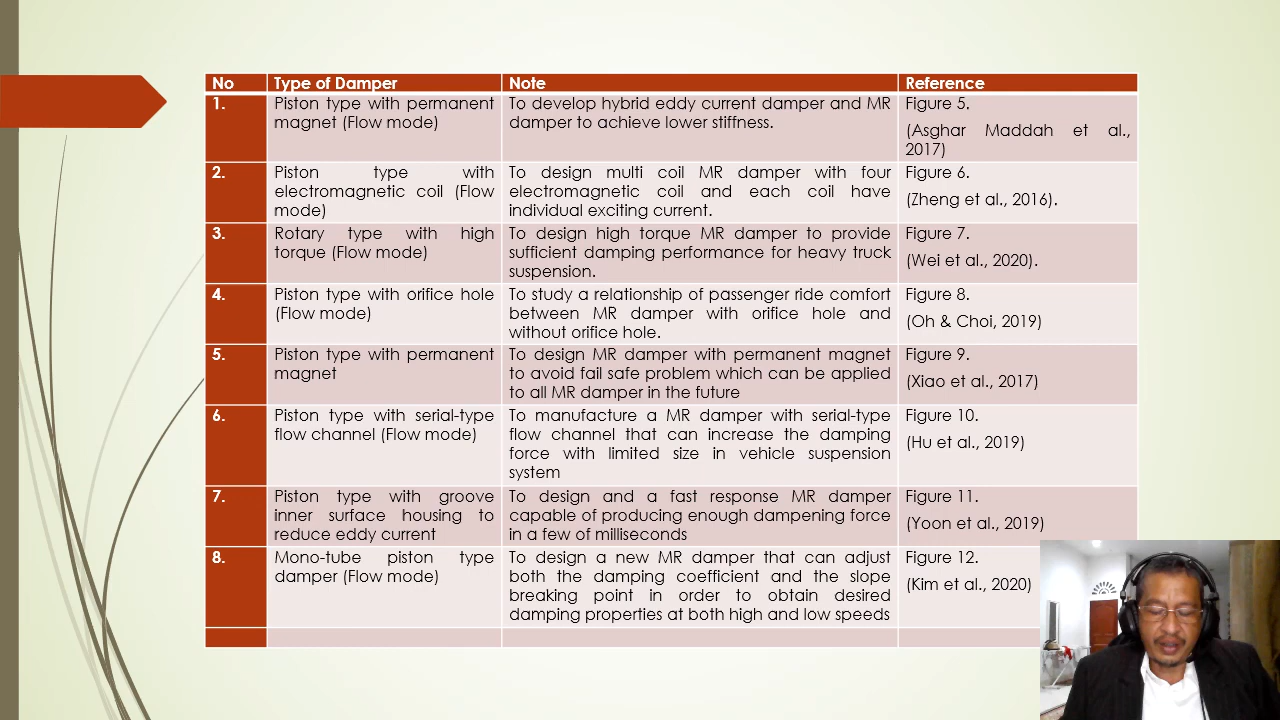 No Type of Damper Note Reference
1. Piston type with permanent magnet (Flow mode) To develop hybrid eddy current damper and MR damper to achieve lower stiffness. Figure 5. (Asghar Maddah et al., 2017)
2. Piston type with electromagnetic coil (Flow mode) To design multi coil MR damper with four electromagnetic coil and each coil have individual exciting current. Figure 6. (Zheng et al., 2016).
3. Rotary type with high torque (Flow mode) To design high torque MR damper to provide sufficient damping performance for heavy truck suspension. Figure 7. (Wei et al., 2020).
4. Piston type with orifice hole (Flow mode) To study a relationship of passenger ride comfort between MR damper with orifice hole and without orifice hole. Figure 8. (Oh & Choi, 2019)
5. Piston type with permanent magnet To design MR damper with permanent magnet to avoid fail safe problem which can be applied to all MR damper in the future Figure 9. (Xiao et al., 2017)
6. Piston type with serial-type flow channel (Flow mode) To manufacture a MR damper with serial-type flow channel that can increase the damping force with limited size in vehicle suspension system Figure 10. (Hu et al., 2019)
7. Piston type with groove inner surface housing to reduce eddy current To design and a fast response MR damper capable of producing enough dampening force in a few of milliseconds Figure 11. (Yoon et al., 2019)
8. Mono-tube piston type damper (Flow mode) To design a new MR damper that can adjust both the damping coefficient and the slope breaking point in order to obtain desired damping properties at both high and low speeds Figure 12. (Kim et al., 2020)